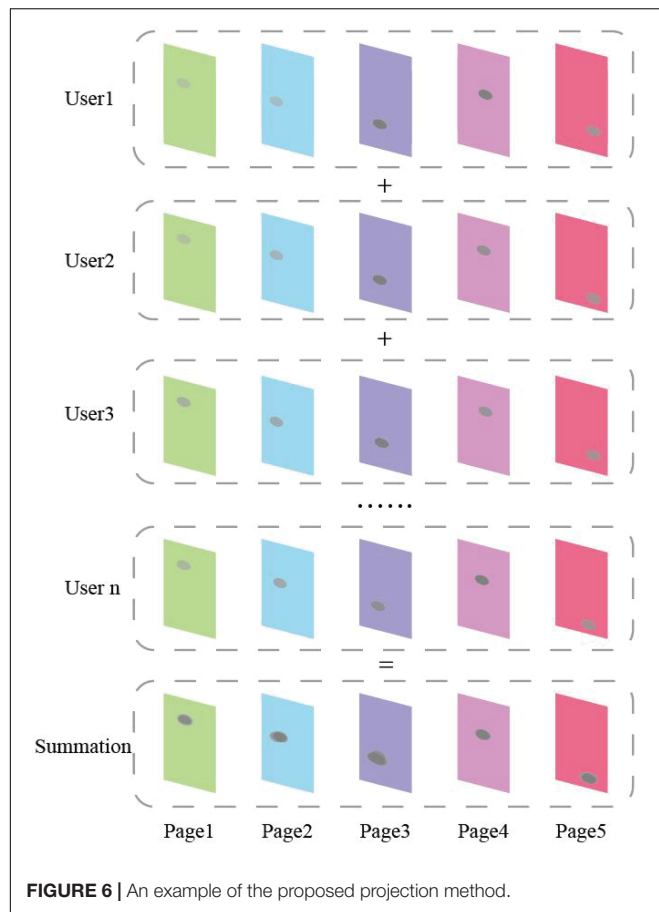 User1
+
User2
+
User3
......
User n
=
Summation
Page1 Page2 Page3 Page4 Page5
FIGURE 6 | An example of the proposed projection method.